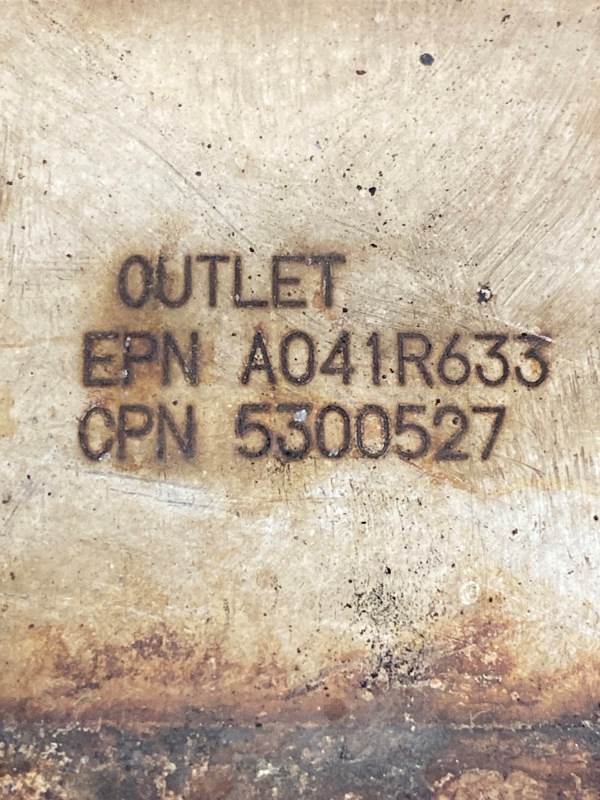 OUTLET
EPN A041R633
CPN 5300527